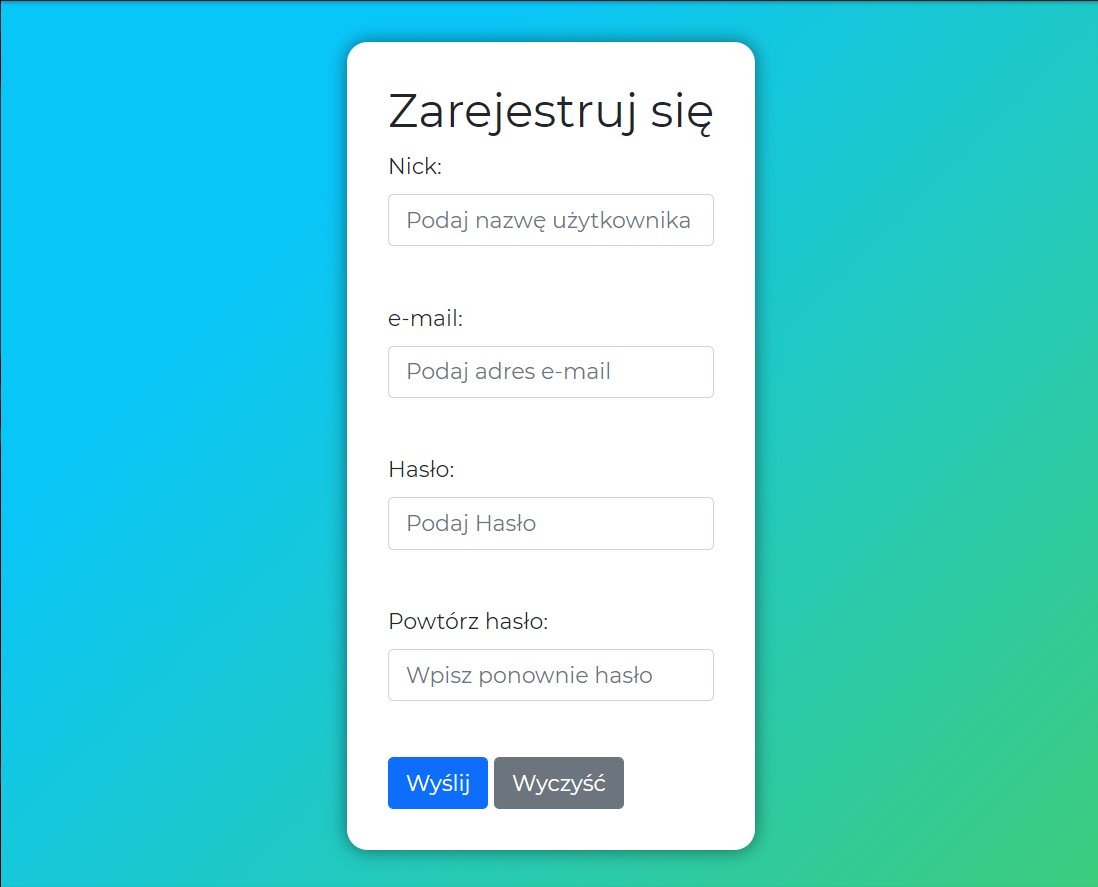 Zarejestruj się
Nick:
Podaj nazwę użytkownika
e-mail:
Podaj adres e-mail
Hasło:
Podaj Hasło
Powtórz hasło:
Wpisz ponownie hasło
Wyślij Wyczyść